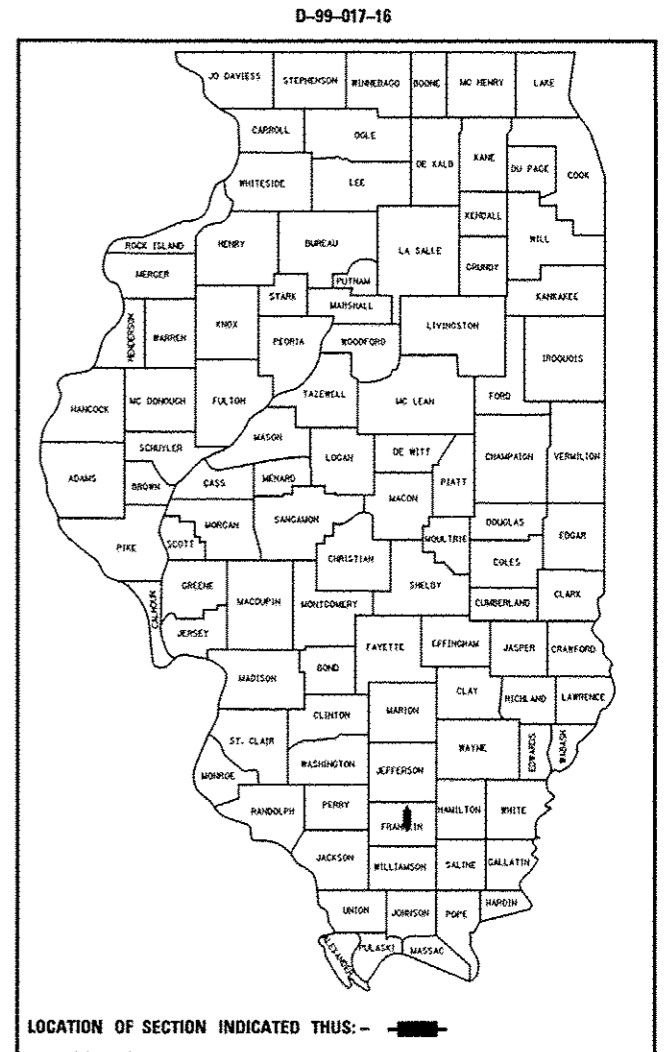 D-99-017-16
JO DAVIESS STEPHENSON WINNEBAGO BOONE MC HENRY LAKE
CARROLL OGLE
DE KALB KANE DU PAGE COOK
WHITESIDE LEE
KENDALL WILL
ROCK ISLAND HENRY BUREAU LA SALLE GRUNDY
MERCER PUTNAM KANKAKEE
STARK MARSHALL
HENDERSON WARREN KNOX PEORIA WOODFORD LIVINGSTON IROQUOIS
HANCOCK MC DONOUGH FULTON TAZEWELL MC LEAN FORD
MASON
SCHUYLER LOGAN DE WITT CHAMPAIGN VERMILION
ADAMS BROWN CASS MENARD PIATT
MACON
MORGAN SANGAMON DOUGLAS
PIKE SCOTT CHRISTIAN MOULTRIE EDGAR
COLES
GREENE SHELBY
CALHOUN MACOUPIN MONTGOMERY CUMBERLAND CLARK
JERSEY
FAYETTE EFFINGHAM JASPER CRAWFORD
MADISON BOND
CLAY RICHLAND LAWRENCE
CLINTON MARION
ST. CLAIR WAYNE EDWARDS WABASH
MONROE WASHINGTON JEFFERSON
RANDOLPH PERRY HAMILTON WHITE
FRANKLIN
JACKSON WILLIAMSON SALINE GALLATIN
UNION JOHNSON POPE HARDIN
ALEXANDER PULASKI MASSAC
LOCATION OF SECTION INDICATED THUS: -